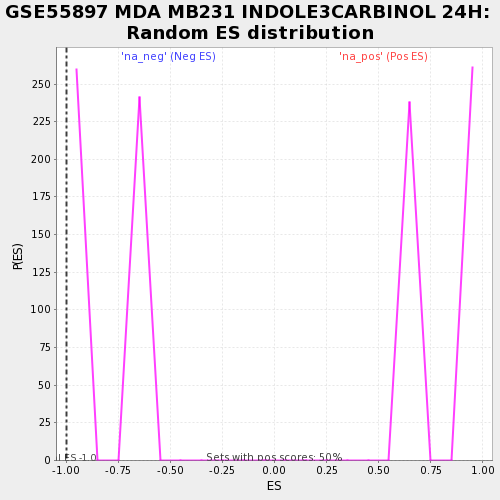 GSE55897 MDA MB231 INDOLE3CARBINOL 24H:
Random ES distribution
'na_neg' (Neg ES)
'na_pos' (Pos ES)
250
225
200
175
150
125
100
75
50
25
0
P(ES)
ES -1.0
Sets with pos scores: 50%
-1.00 -0.75 -0.50 -0.25 0.00 0.25 0.50 0.75 1.00
ES